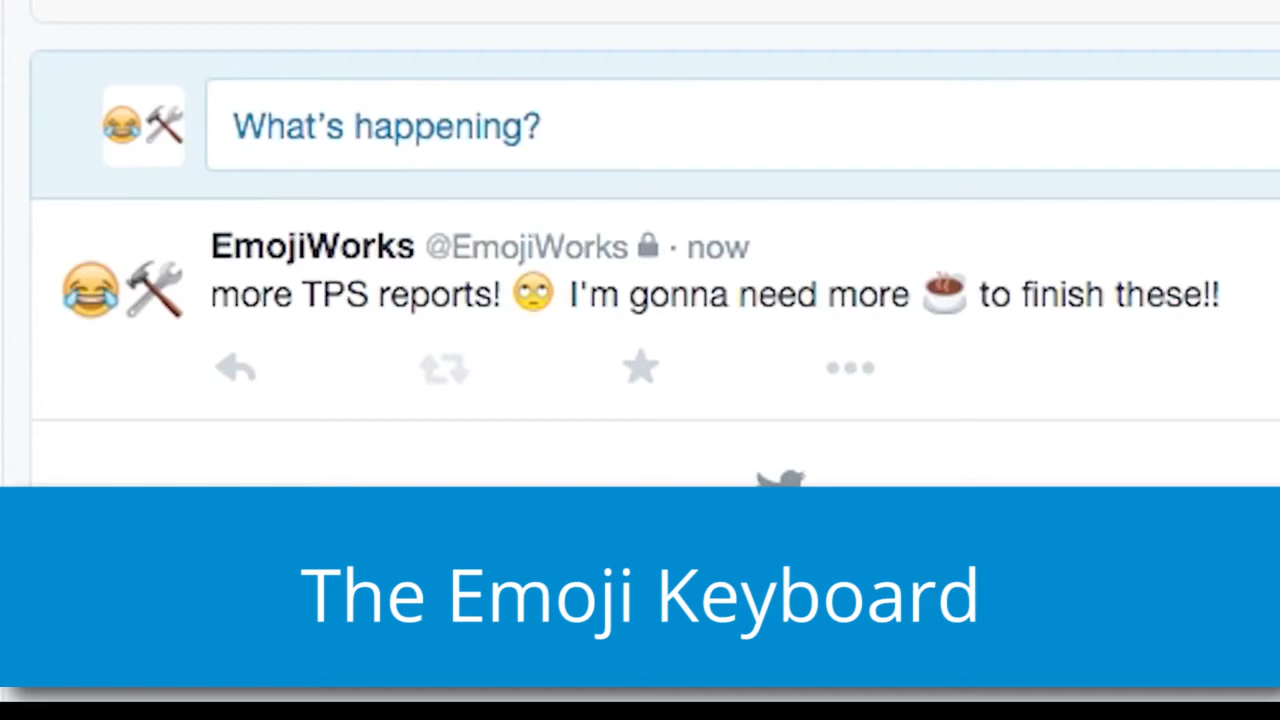 What's happening?
EmojiWorks @EmojiWorks 🔒 · now
more TPS reports! 🙄 I'm gonna need more ☕ to finish these!!
The Emoji Keyboard